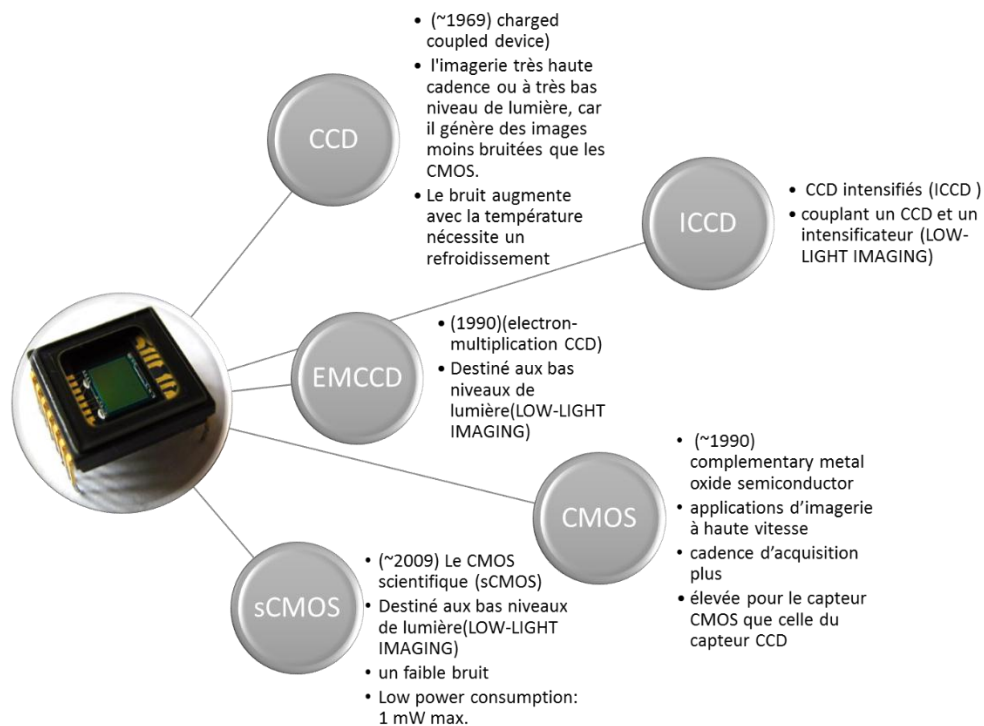 CCD
• (~1969) charged
coupled device)
• l'imagerie très haute
cadence ou à très bas
niveau de lumière, car
il génère des images
moins bruitées que les
CMOS.
• Le bruit augmente
avec la température
nécessite un
refroidissement
ICCD
• CCD intensifiés (ICCD )
• couplant un CCD et un
intensificateur (LOW-
LIGHT IMAGING)
EMCCD
• (1990)(electron-
multiplication CCD)
• Destiné aux bas
niveaux de
lumière(LOW-LIGHT
IMAGING)
CMOS
• (~1990)
complementary metal
oxide semiconductor
• applications d’imagerie
à haute vitesse
• cadence d’acquisition
plus
• élevée pour le capteur
CMOS que celle du
capteur CCD
sCMOS
• (~2009) Le CMOS
scientifique (sCMOS)
• Destiné aux bas niveaux
de lumière(LOW-LIGHT
IMAGING)
• un faible bruit
• Low power consumption:
1 mW max.